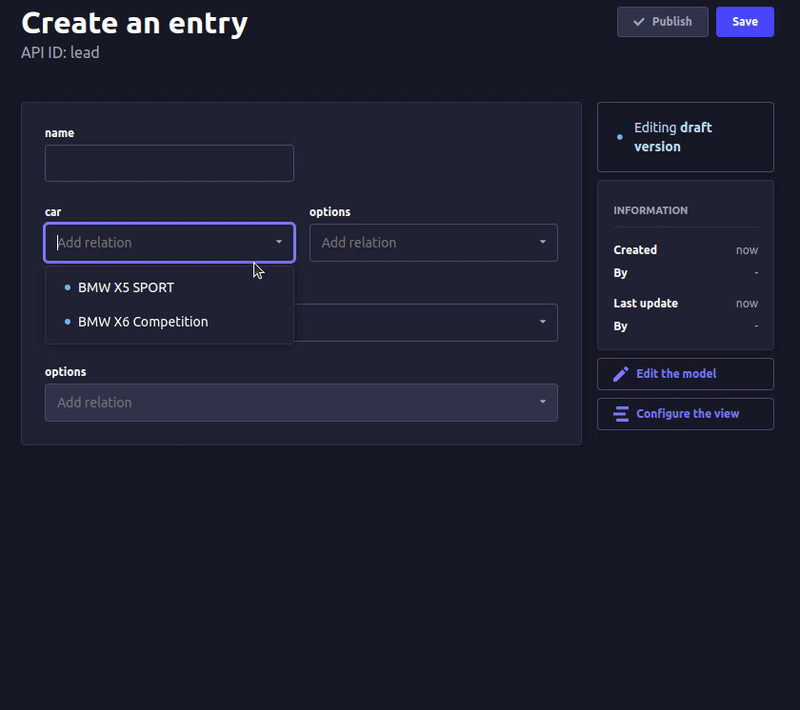 Create an entry
API ID: lead
Publish
Save
name
car
Add relation
BMW X5 SPORT
BMW X6 Competition
options
Add relation
options
Add relation
Editing draft
version
INFORMATION
Created now
By -
Last update now
By -
Edit the model
Configure the view